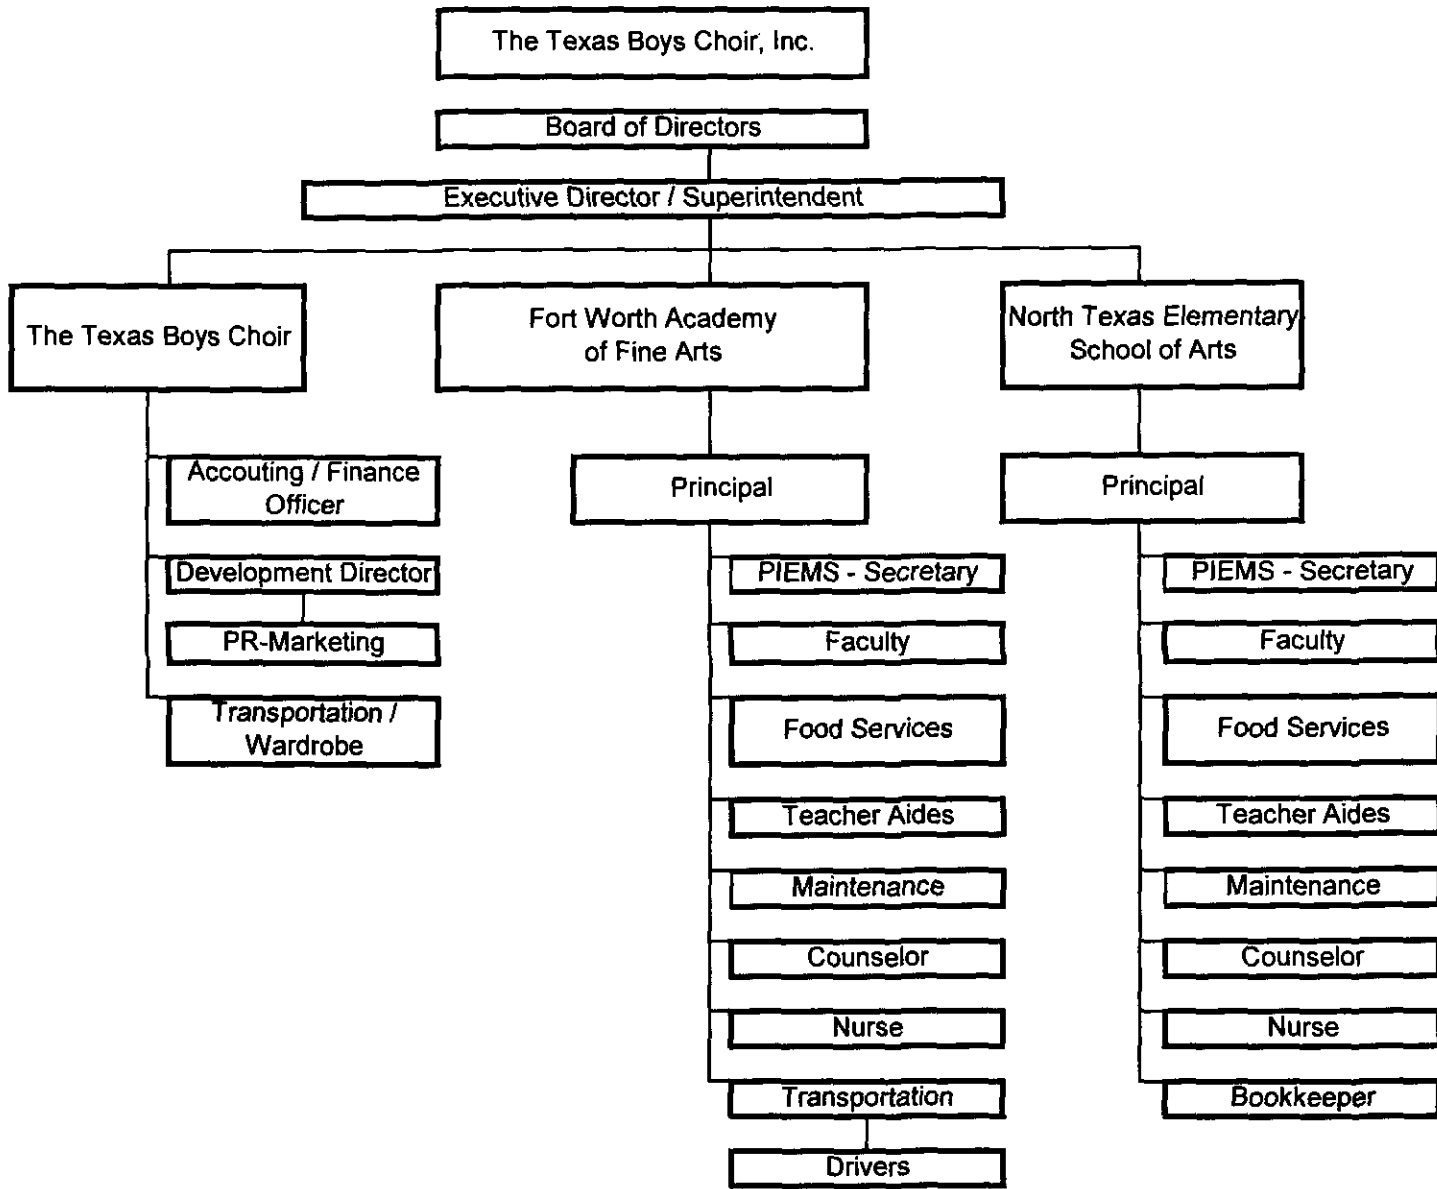 The Texas Boys Choir, Inc.
Board of Directors
Executive Director / Superintendent
The Texas Boys Choir
Fort Worth Academy
of Fine Arts
North Texas Elementary
School of Arts
Accouting / Finance
Officer
Development Director
PR-Marketing
Transportation /
Wardrobe
Principal
PIEMS - Secretary
Faculty
Food Services
Teacher Aides
Maintenance
Counselor
Nurse
Transportation
Drivers
Principal
PIEMS - Secretary
Faculty
Food Services
Teacher Aides
Maintenance
Counselor
Nurse
Bookkeeper